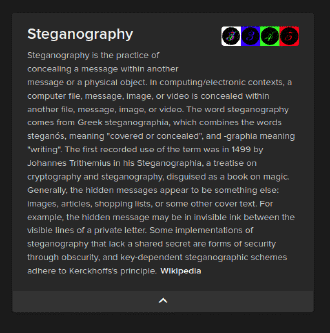 Steganography
Steganography is the practice of
concealing a message within another
message or a physical object. In computing/electronic contexts, a
computer file, message, image, or video is concealed within
another file, message, image, or video. The word steganography
comes from Greek steganographia, which combines the words
steganós, meaning "covered or concealed", and -graphia meaning
"writing". The first recorded use of the term was in 1499 by
Johannes Trithemius in his Steganographia, a treatise on
cryptography and steganography, disguised as a book on magic.
Generally, the hidden messages appear to be something else:
images, articles, shopping lists, or some other cover text. For
example, the hidden message may be in invisible ink between the
visible lines of a private letter. Some implementations of
steganography that lack a shared secret are forms of security
through obscurity, and key-dependent steganographic schemes
adhere to Kerckhoffs's principle. Wikipedia